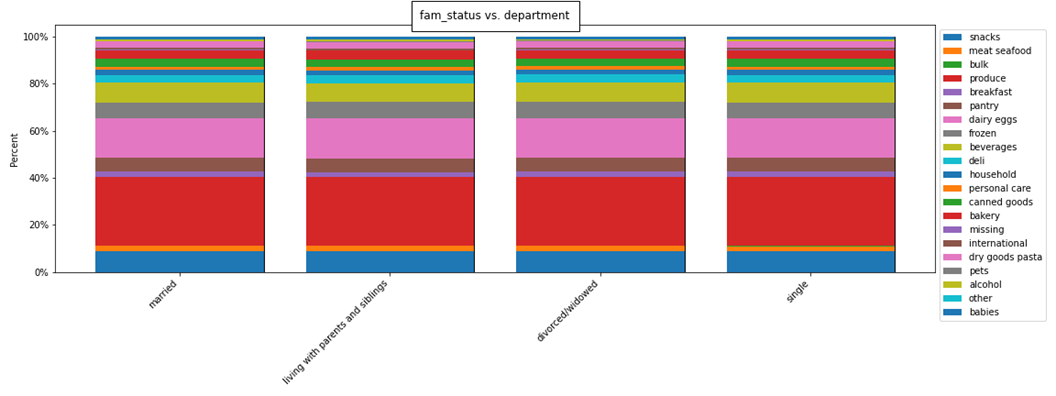 fam_status vs. department
100%
80%
60%
40%
20%
0%
Percent
married
living with parents and siblings
divorced/widowed
single
snacks
meat seafood
bulk
produce
breakfast
pantry
dairy eggs
frozen
beverages
deli
household
personal care
canned goods
bakery
missing
international
dry goods pasta
pets
alcohol
other
babies